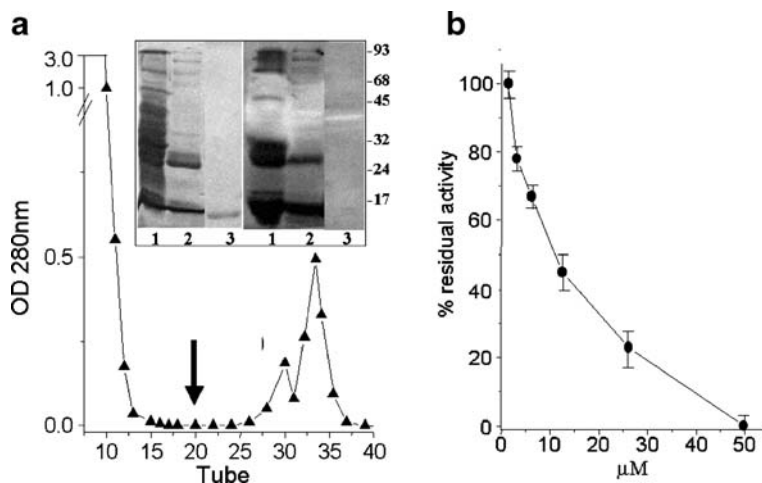 a
3.0
1.0
0.5
0.0
OD 280nm
10 15 20 25 30 35 40
Tube
-93
-68
-45
-32
-24
-17
1 2 3 1 2 3
b
100
80
60
40
20
0
% residual activity
0 10 20 30 40 50
µM